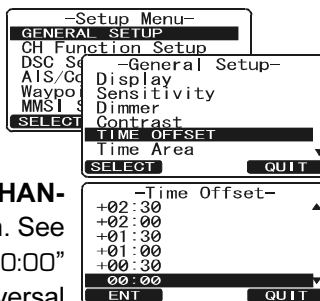 –Setup Menu–
GENERAL SETUP
CH Function Setup
DSC Se
AIS/Co
Waypoi
MMSI S
SELECT
–General Setup–
Display
Sensitivity
Dimmer
Contrast
TIME OFFSET
Time Area
SELECT QUIT
HAN-
. See
0:00”
versal
–Time Offset–
+02:30
+02:00
+01:30
+01:00
+00:30
00:00
ENT QUIT